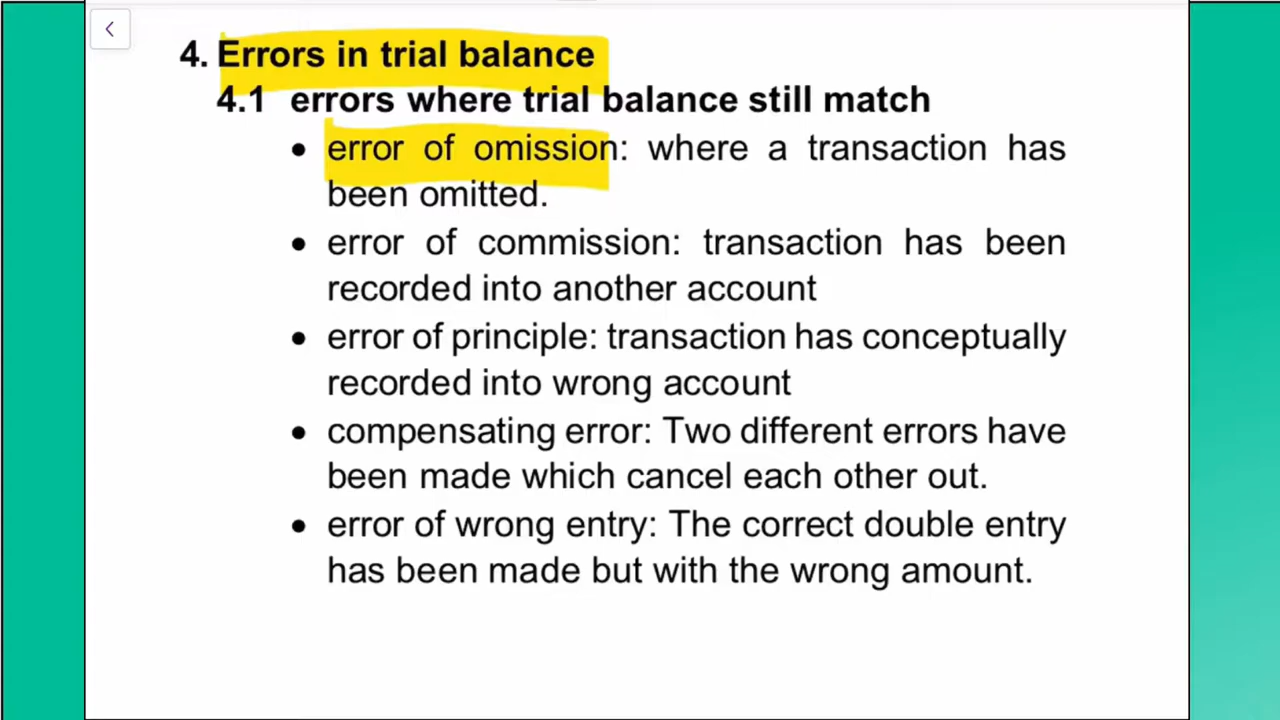 4. Errors in trial balance
4.1 errors where trial balance still match
• error of omission: where a transaction has
been omitted.
• error of commission: transaction has been
recorded into another account
• error of principle: transaction has conceptually
recorded into wrong account
• compensating error: Two different errors have
been made which cancel each other out.
• error of wrong entry: The correct double entry
has been made but with the wrong amount.